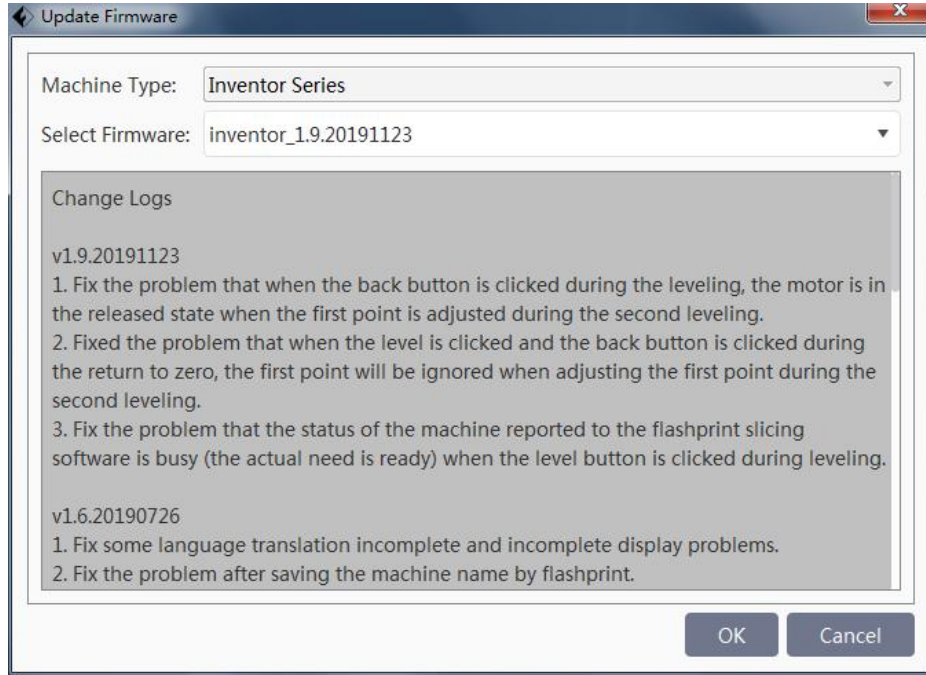 Update Firmware
Machine Type: Inventor Series
Select Firmware: inventor_1.9.20191123
Change Logs
v1.9.20191123
1. Fix the problem that when the back button is clicked during the leveling, the motor is in
the released state when the first point is adjusted during the second leveling.
2. Fixed the problem that when the level is clicked and the back button is clicked during
the return to zero, the first point will be ignored when adjusting the first point during the
second leveling.
3. Fix the problem that the status of the machine reported to the flashprint slicing
software is busy (the actual need is ready) when the level button is clicked during leveling.
v1.6.20190726
1. Fix some language translation incomplete and incomplete display problems.
2. Fix the problem after saving the machine name by flashprint.
OK Cancel